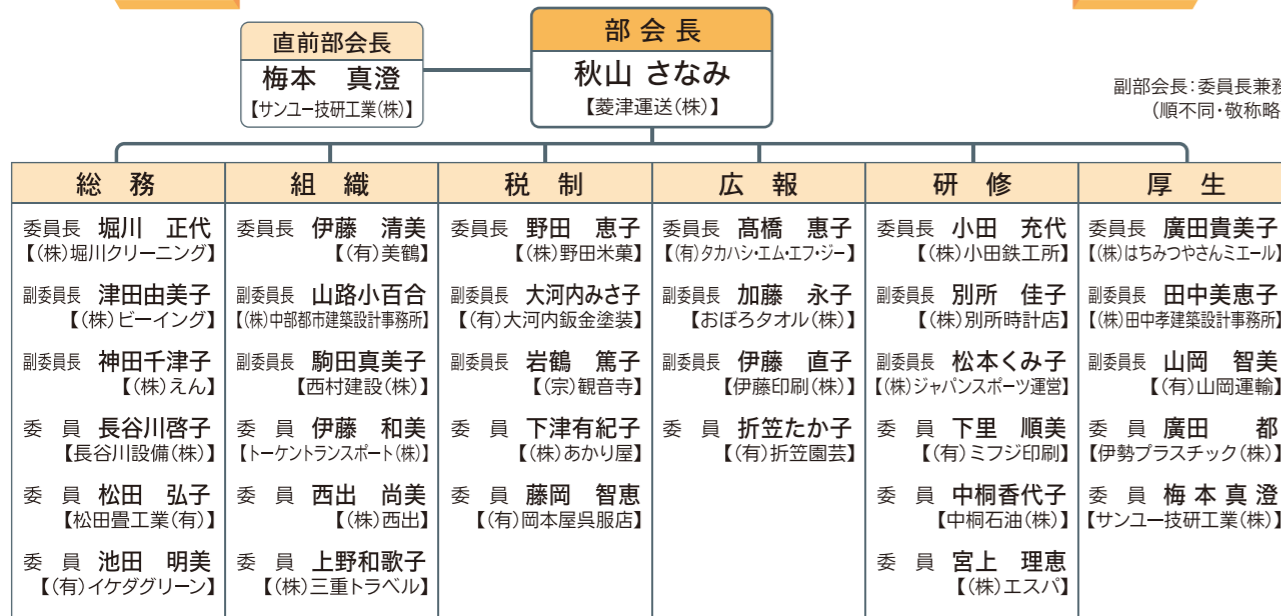 直前部会長
梅本 真澄
【サンユー技研工業(株)】
部会長
秋山 さなみ
【菱津運送(株)】
副部会長：委員長兼務
(順不同・敬称略
総務
委員長 堀川 正代
【(株)堀川クリーニング】
副委員長 津田由美子
【(株)ビーイング】
副委員長 神田千津子
【(株)えん】
委員 長谷川啓子
【長谷川設備(株)】
委員 松田 弘子
【松田畳工業(有)】
委員 池田 明美
【(有)イケダグリーン】
組織
委員長 伊藤 清美
【(有)美鶴】
副委員長 山路小百合
【(株)中部都市建築設計事務所】
副委員長 駒田真美子
【西村建設(株)】
委員 伊藤 和美
【トーケントランスポート(株)】
委員 西出 尚美
【(株)西出】
委員 上野和歌子
【(株)三重トラベル】
税制
委員長 野田 恵子
【(株)野田米菓】
副委員長 大河内みさ子
【(有)大河内鈑金塗装】
副委員長 岩鶴 篤子
【(宗)観音寺】
委員 下津有紀子
【(株)あかり屋】
委員 藤岡 智恵
【(有)岡本屋呉服店】
広報
委員長 髙橋 惠子
【(有)タカハシ・エム・エフ・ジー】
副委員長 加藤 永子
【おぼろタオル(株)】
副委員長 伊藤 直子
【伊藤印刷(株)】
委員 折笠たか子
【(有)折笠園芸】
研修
委員長 小田 充代
【(株)小田鉄工所】
副委員長 別所 佳子
【(株)別所時計店】
副委員長 松本くみ子
【(株)ジャパンスポーツ運営】
委員 下里 順美
【(有)ミフジ印刷】
委員 中桐香代子
【中桐石油(株)】
委員 宮上 理恵
【(株)エスパ】
厚生
委員長 廣田貴美子
【(株)はちみつやさんミエール】
副委員長 田中美恵子
【(株)田中孝建築設計事務所】
副委員長 山岡 智美
【(有)山岡運輸】
委員 廣田 都
【伊勢プラスチック(株)】
委員 梅本真澄
【サンユー技研工業(株)】